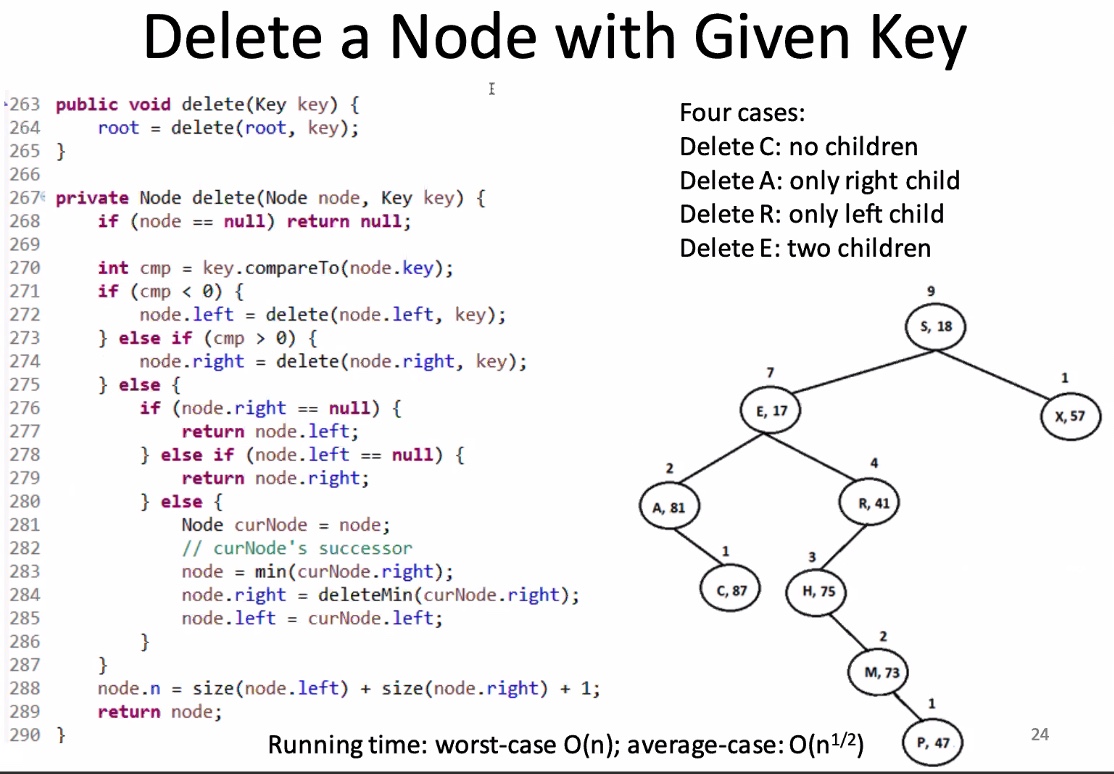 Delete a Node with Given Key
263 public void delete(Key key) {
264     root = delete(root, key);
265 }
266
267 private Node delete(Node node, Key key) {
268     if (node == null) return null;
269
270     int cmp = key.compareTo(node.key);
271     if (cmp < 0) {
272         node.left = delete(node.left, key);
273     } else if (cmp > 0) {
274         node.right = delete(node.right, key);
275     } else {
276         if (node.right == null) {
277             return node.left;
278         } else if (node.left == null) {
279             return node.right;
280         } else {
281             Node curNode = node;
282             // curNode's successor
283             node = min(curNode.right);
284             node.right = deleteMin(curNode.right);
285             node.left = curNode.left;
286         }
287     }
288     node.n = size(node.left) + size(node.right) + 1;
289     return node;
290 }
Four cases:
Delete C: no children
Delete A: only right child
Delete R: only left child
Delete E: two children
9
S, 18
7
1
E, 17
X, 57
2
4
A, 81
R, 41
1
3
C, 87
H, 75
2
M, 73
1
P, 47
Running time: worst-case O(n); average-case: O(n^1/2)
24